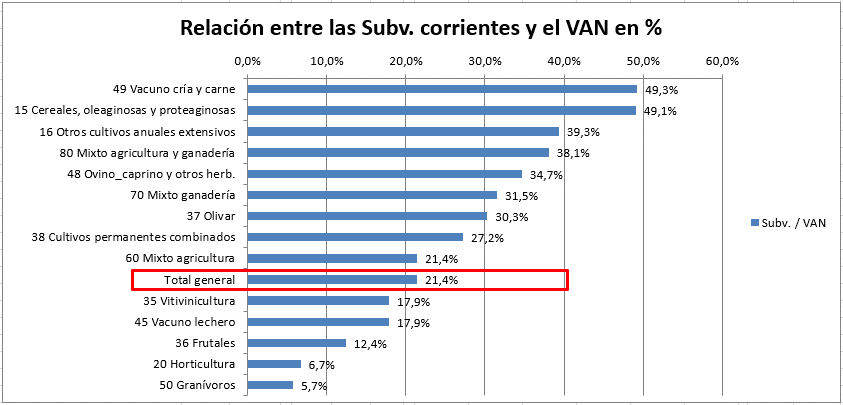 Relación entre las Subv. corrientes y el VAN en %
0,0% 10,0% 20,0% 30,0% 40,0% 50,0% 60,0%
49 Vacuno cría y carne 49,3%
15 Cereales, oleaginosas y proteaginosas 49,1%
16 Otros cultivos anuales extensivos 39,3%
80 Mixto agricultura y ganadería 38,1%
48 Ovino_caprino y otros herb. 34,7%
70 Mixto ganadería 31,5%
37 Olivar 30,3%
38 Cultivos permanentes combinados 27,2%
60 Mixto agricultura 21,4%
Total general 21,4%
35 Vitivinicultura 17,9%
45 Vacuno lechero 17,9%
36 Frutales 12,4%
20 Horticultura 6,7%
50 Granívoros 5,7%
Subv. / VAN